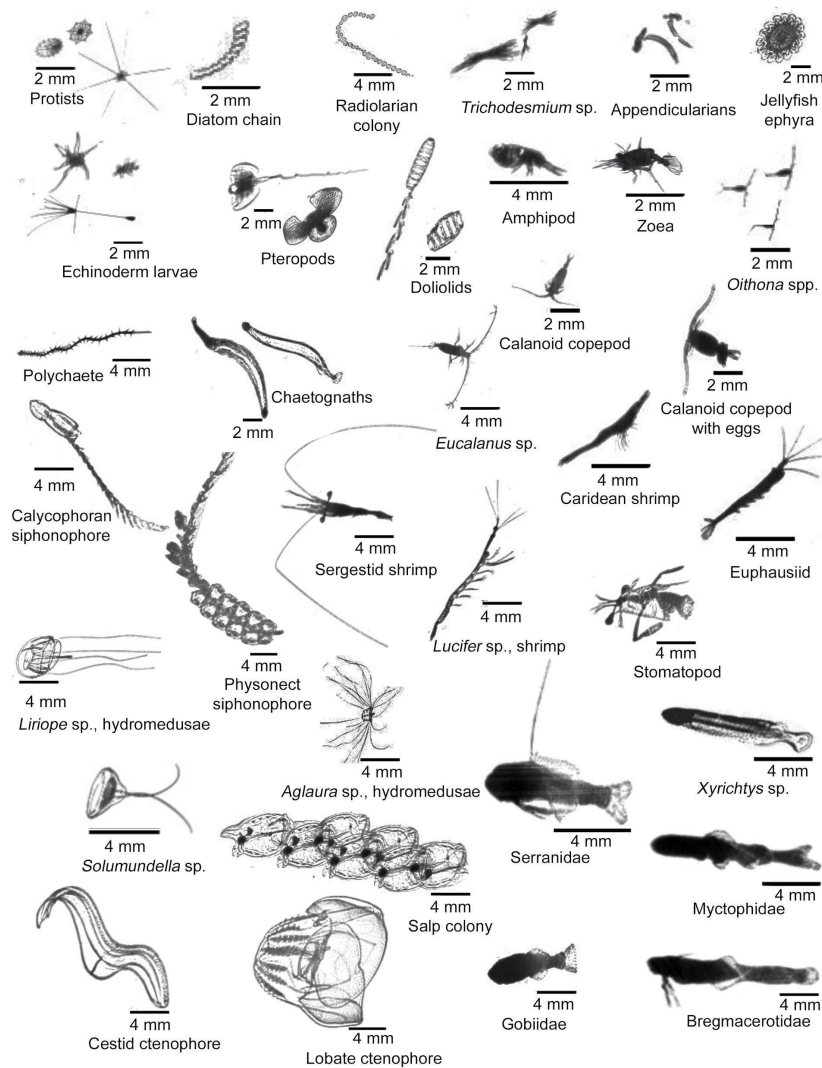 2 mm
Protists
2 mm
Diatom chain
4 mm
Radiolarian
colony
2 mm
Trichodesmium sp.
2 mm
Appendicularians
2 mm
Jellyfish
ephyra
2 mm
Echinoderm larvae
2 mm
Pteropods
2 mm
Doliolids
4 mm
Amphipod
2 mm
Zoea
2 mm
Oithona spp.
4 mm
Polychaete
2 mm
Chaetognaths
4 mm
Eucalanus sp.
2 mm
Calanoid copepod
2 mm
Calanoid copepod
with eggs
4 mm
Calycophoran
siphonophore
4 mm
Physonect
siphonophore
4 mm
Sergestid shrimp
4 mm
Lucifer sp., shrimp
4 mm
Caridean shrimp
4 mm
Euphausiid
4 mm
Stomatopod
4 mm
Liriope sp., hydromedusae
4 mm
Aglaura sp., hydromedusae
4 mm
Solumundella sp.
4 mm
Salp colony
4 mm
Serranidae
4 mm
Xyrichtys sp.
4 mm
Myctophidae
4 mm
Cestid ctenophore
4 mm
Lobate ctenophore
4 mm
Gobiidae
4 mm
Bregmacerotidae